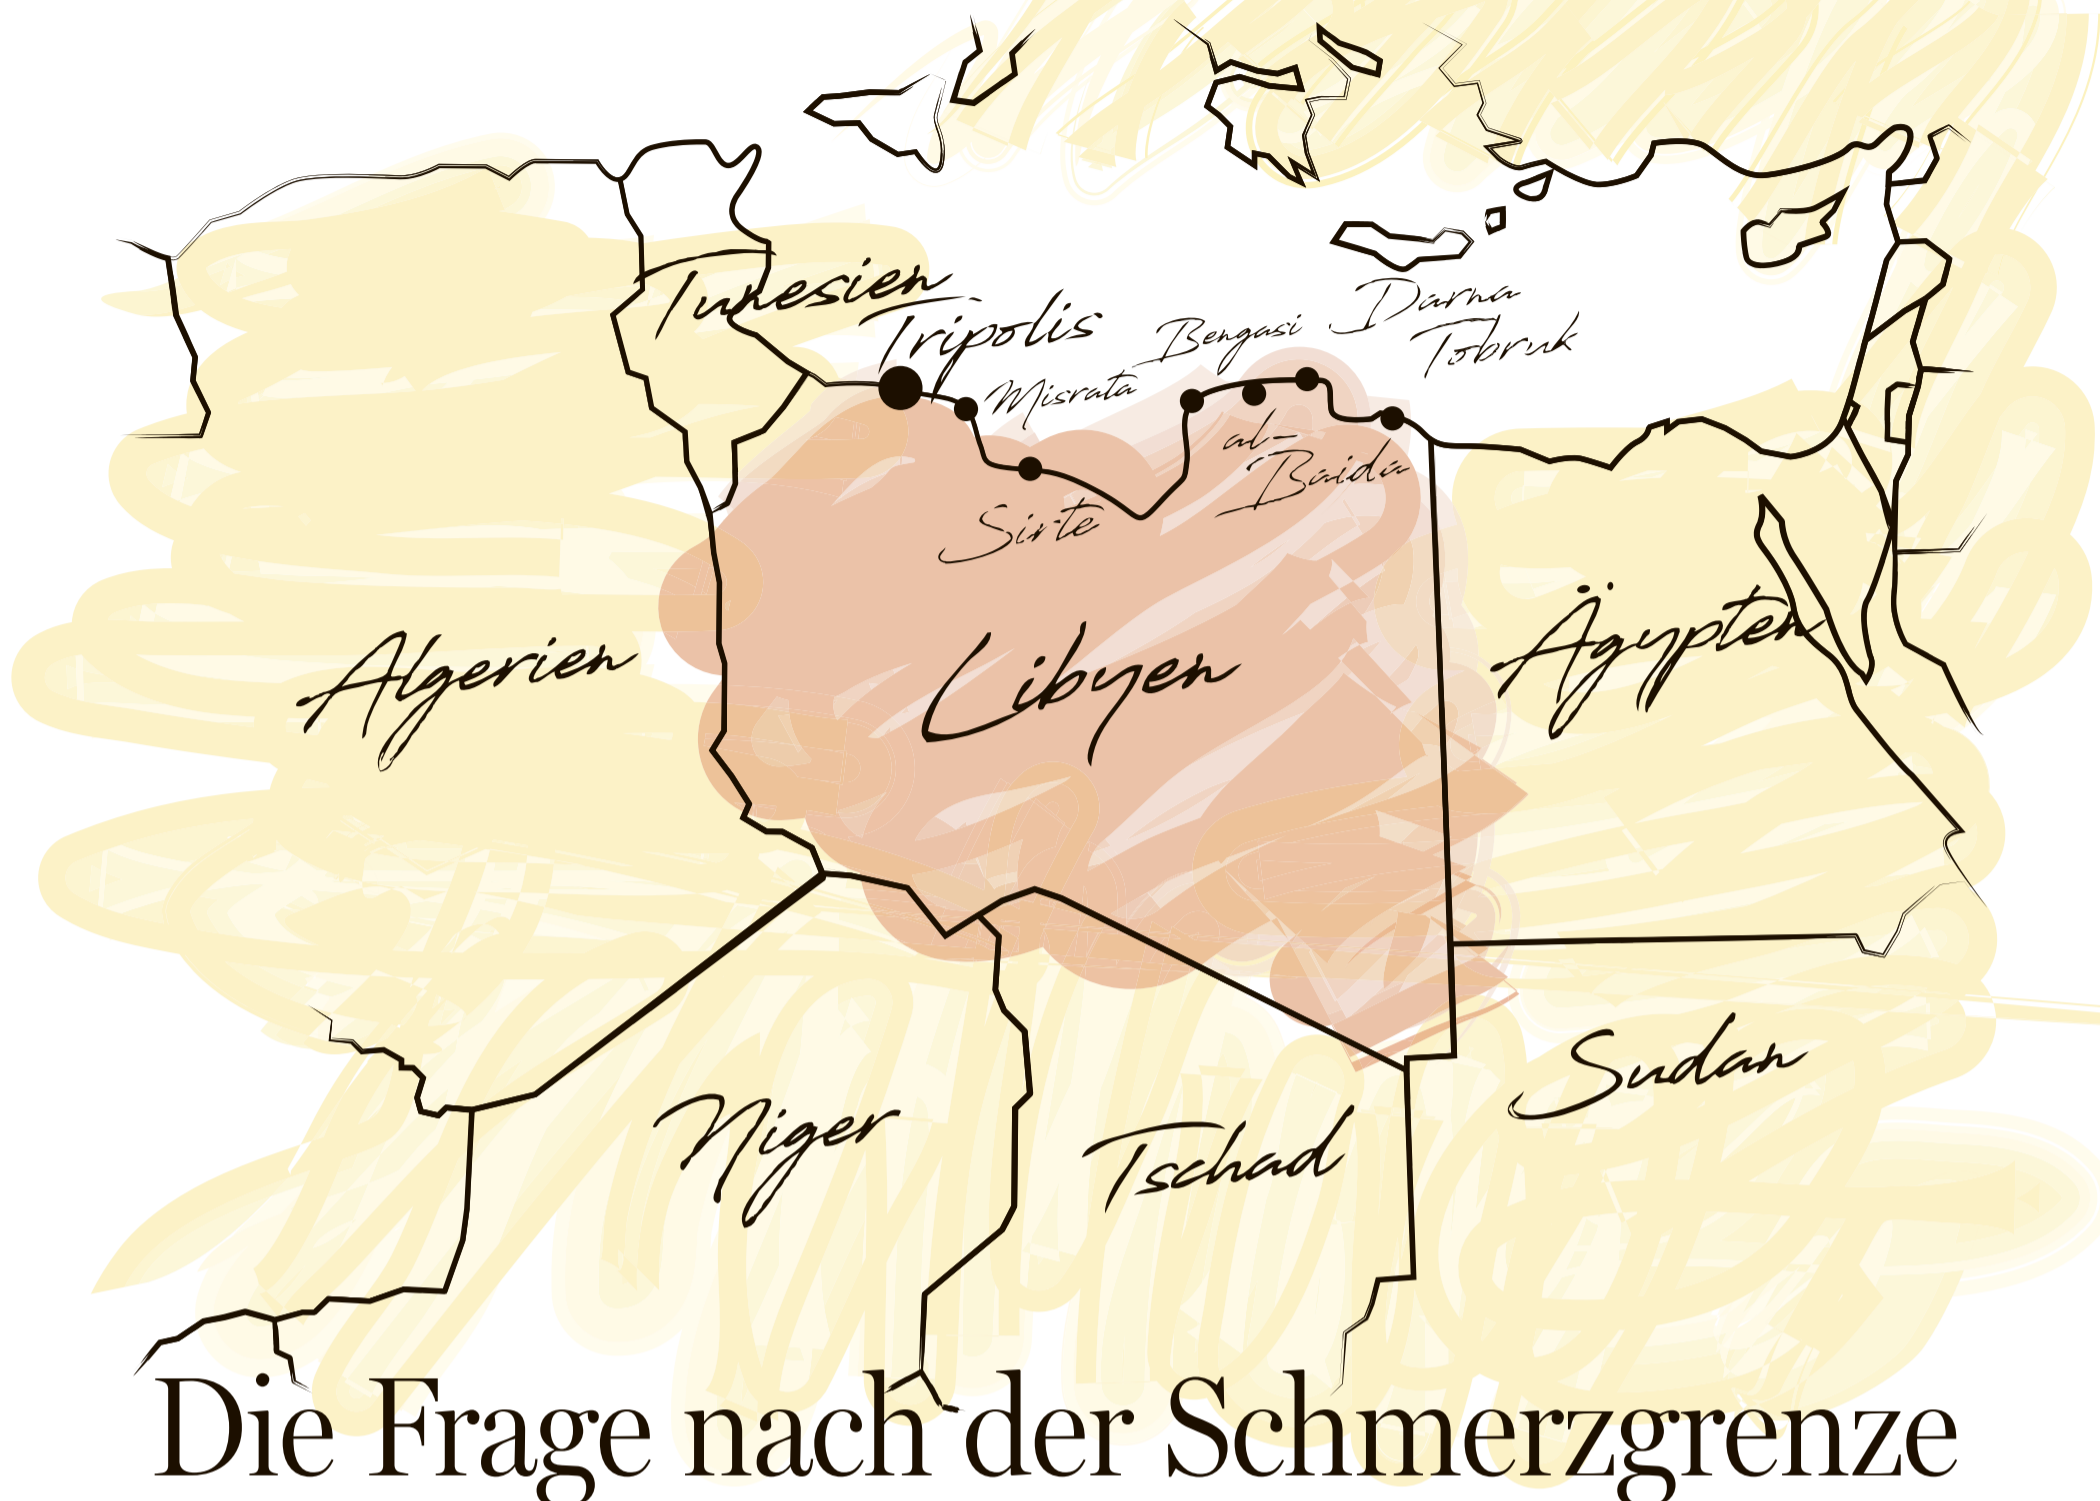 Tunesien
Tripolis
Misrata
Bengasi
Darna
Tobruk
al-
Baida
Sirte
Algerien
Libyen
Ägypten
Niger
Tschad
Sudan
Die Frage nach der Schmerzgrenze